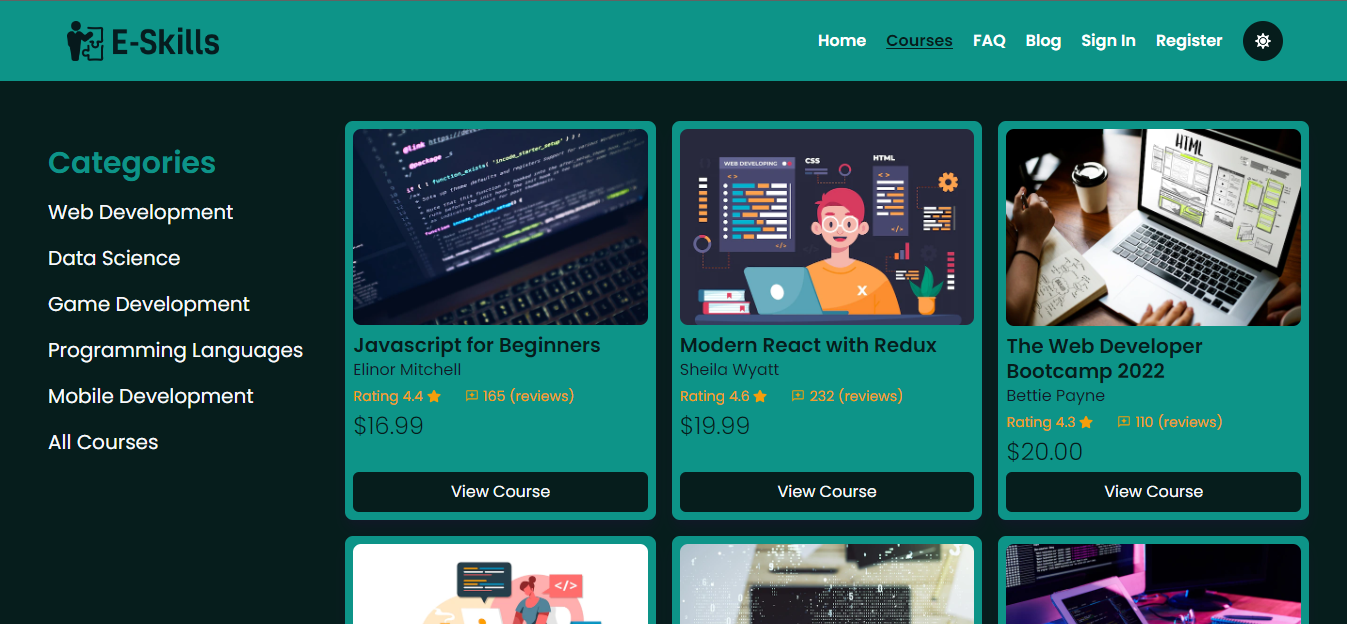 E-Skills
Home Courses FAQ Blog Sign In Register
Categories
Web Development
Data Science
Game Development
Programming Languages
Mobile Development
All Courses
Javascript for Beginners
Elinor Mitchell
Rating 4.4 165 (reviews)
$16.99
View Course
WEB DEVELOPING
CSS
HTML
Modern React with Redux
Sheila Wyatt
Rating 4.6 232 (reviews)
$19.99
View Course
HTML
The Web Developer
Bootcamp 2022
Bettie Payne
Rating 4.3 110 (reviews)
$20.00
View Course
</>